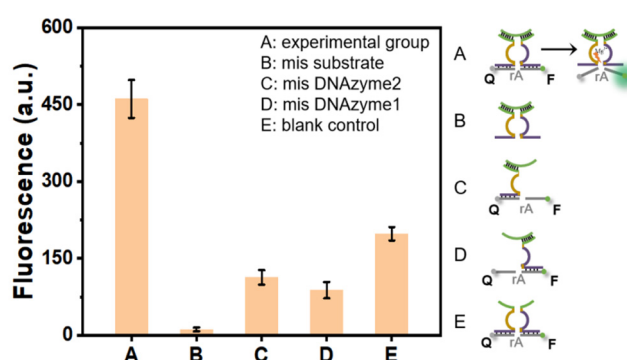 Fluorescence (a.u.)
600
450
300
150
0
A: experimental group
B: mis substrate
C: mis DNAzyme2
D: mis DNAzyme1
E: blank control
A B C D E
A
Q rA F
B
C
Q rA F
D
Q rA F
E
Q rA F